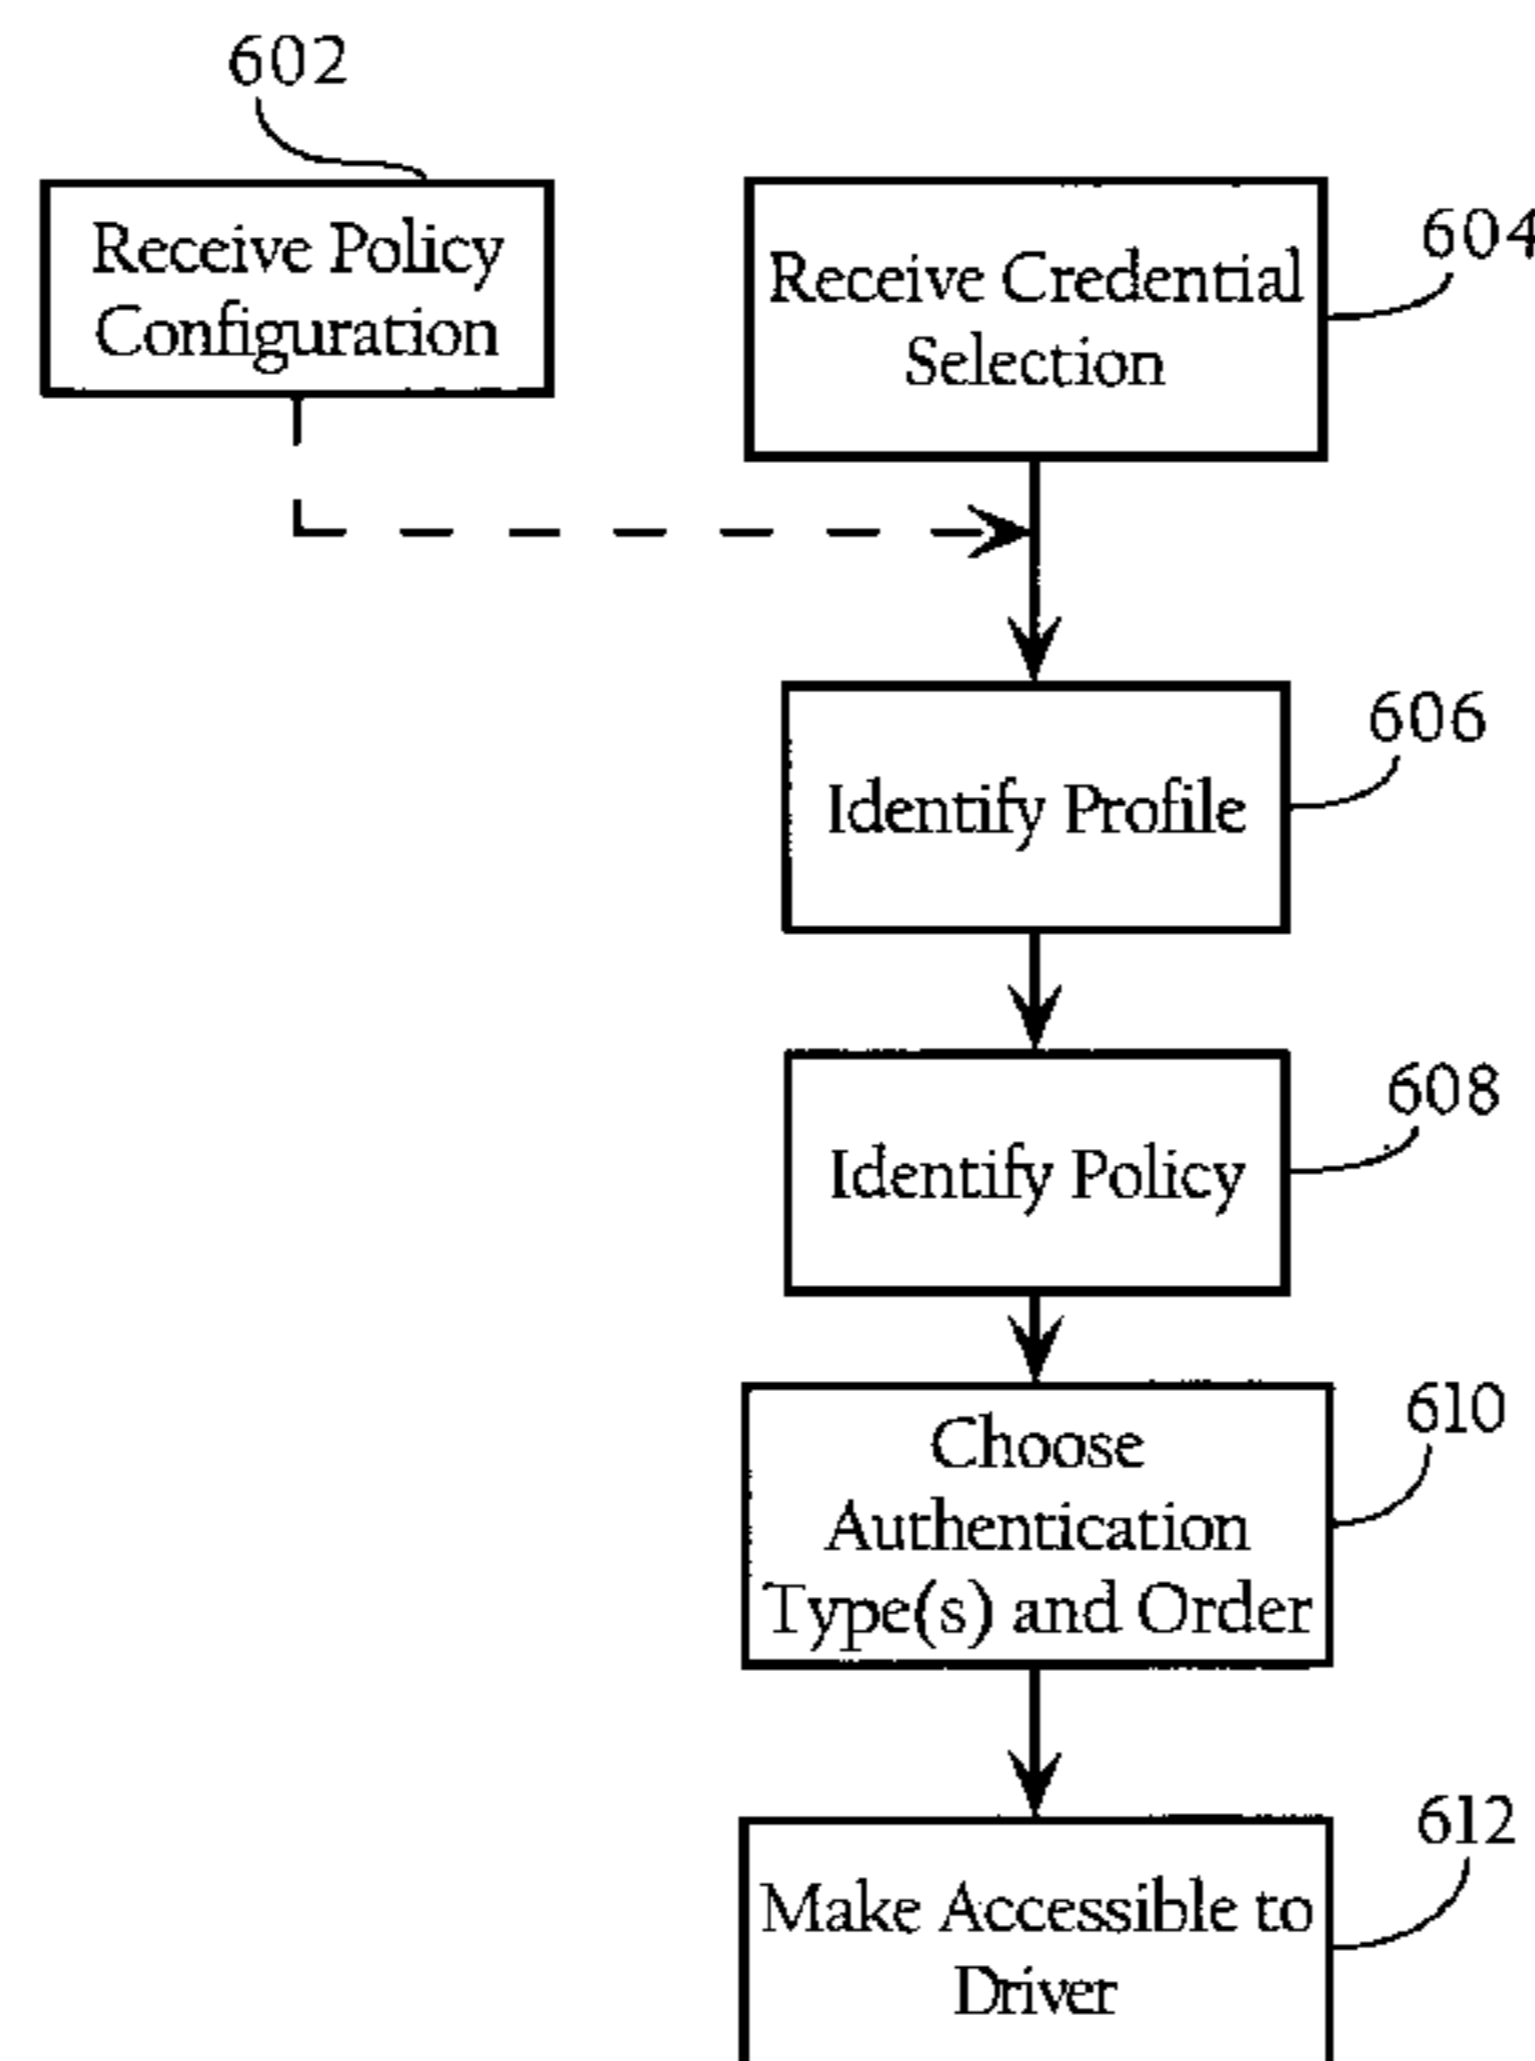 602
Receive Policy
Configuration
Receive Credential
Selection
604
Identify Profile
606
Identify Policy
608
Choose
Authentication
Type(s) and Order
610
Make Accessible to
Driver
612